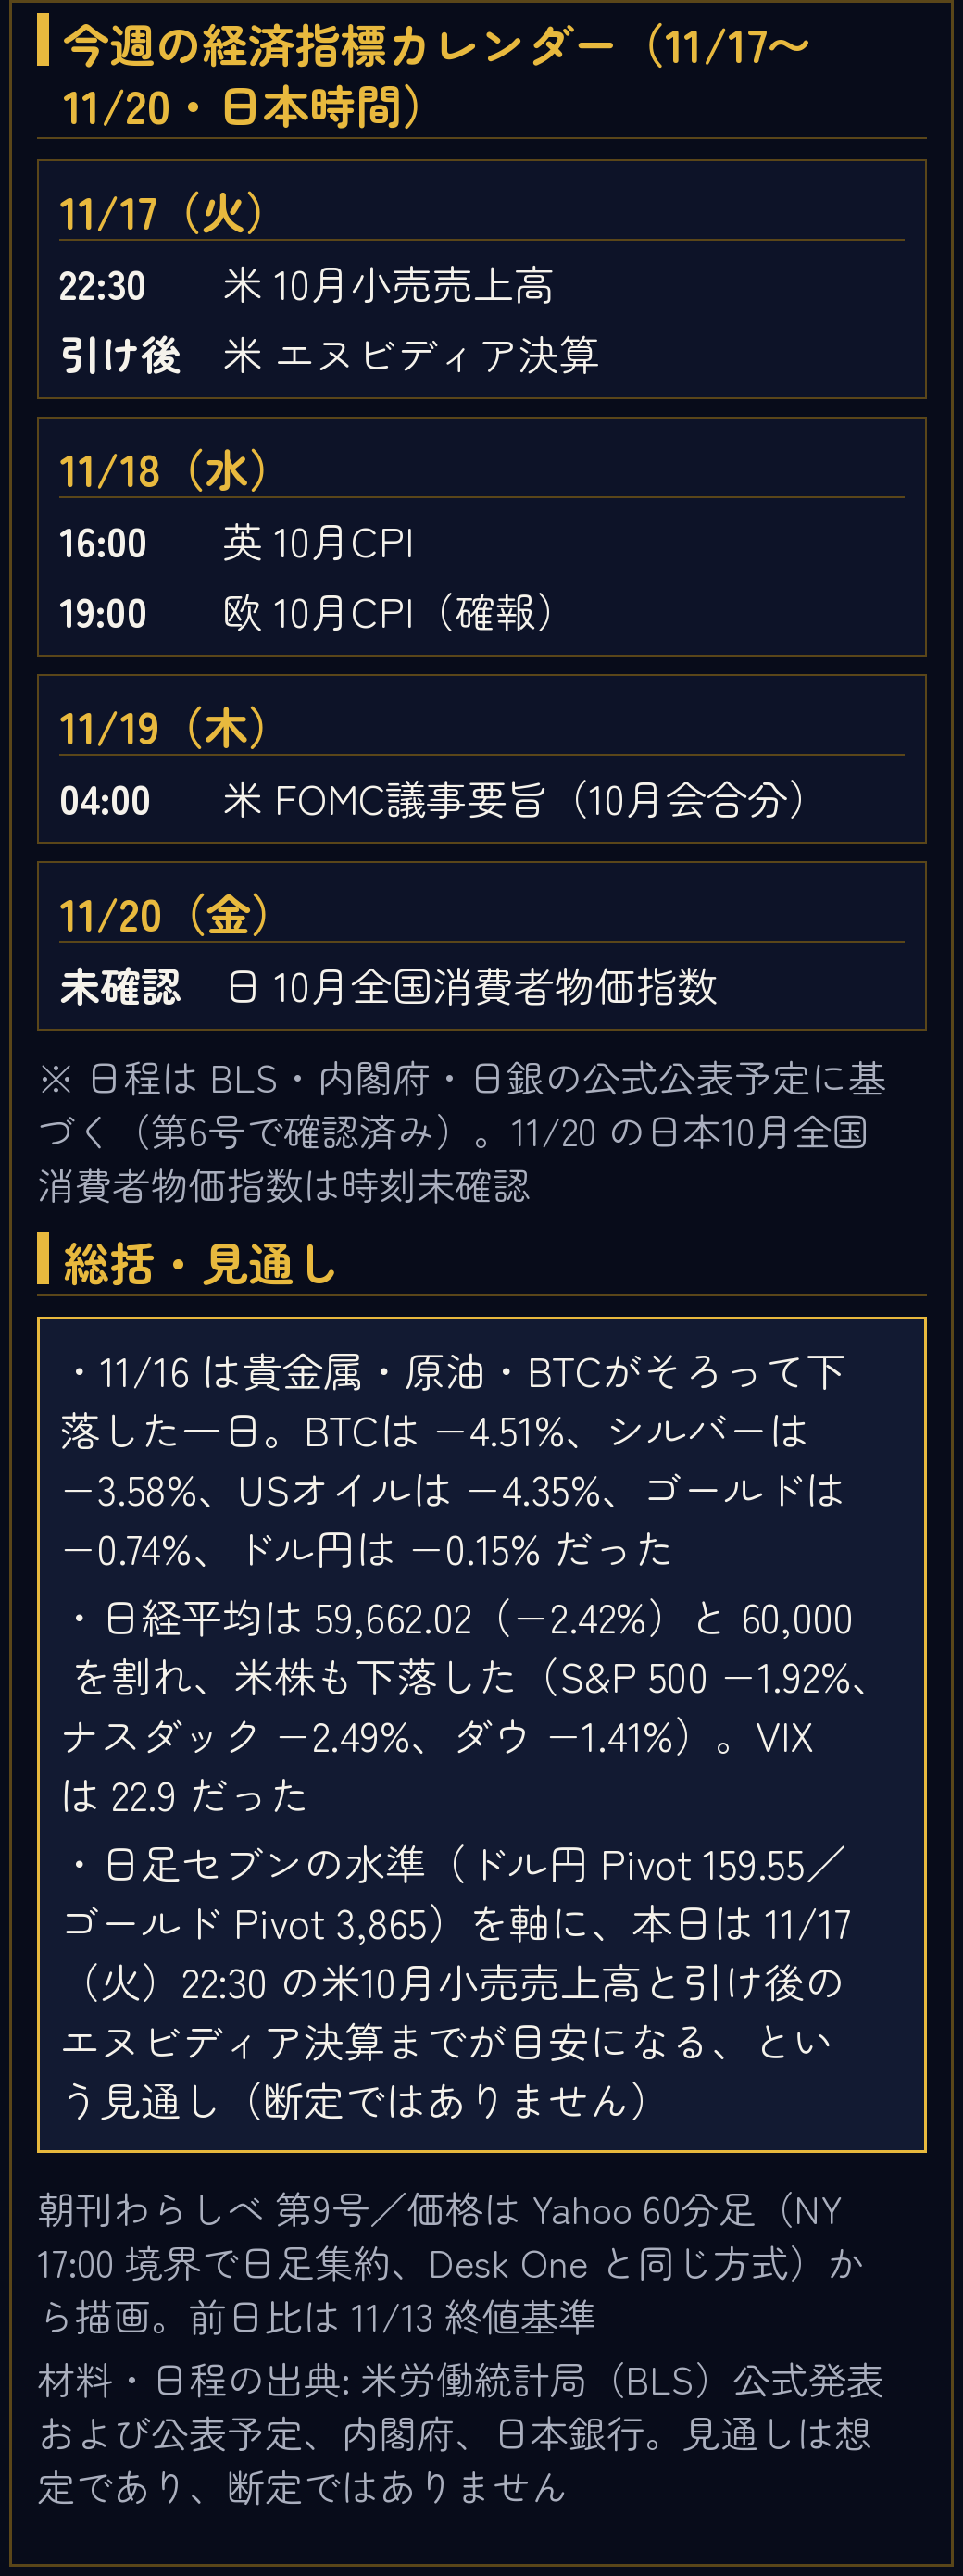 今週の経済指標カレンダー（11/17〜
11/20・日本時間）
11/17（火）
22:30 米 10月小売売上高
引け後 米 エヌビディア決算
11/18（水）
16:00 英 10月CPI
19:00 欧 10月CPI（確報）
11/19（木）
04:00 米 FOMC議事要旨（10月会合分）
11/20（金）
未確認 日 10月全国消費者物価指数
※ 日程は BLS・内閣府・日銀の公式公表予定に基
づく（第6号で確認済み）。11/20 の日本10月全国
消費者物価指数は時刻未確認
総括・見通し
・11/16 は貴金属・原油・BTCがそろって下
落した一日。BTCは −4.51%、シルバーは
−3.58%、USオイルは −4.35%、ゴールドは
−0.74%、ドル円は −0.15% だった
・日経平均は 59,662.02（−2.42%）と 60,000
を割れ、米株も下落した（S&P 500 −1.92%、
ナスダック −2.49%、ダウ −1.41%）。VIX
は 22.9 だった
・日足セブンの水準（ドル円 Pivot 159.55／
ゴールド Pivot 3,865）を軸に、本日は 11/17
（火）22:30 の米10月小売売上高と引け後の
エヌビディア決算までが目安になる、とい
う見通し（断定ではありません）
朝刊わらしべ 第9号／価格は Yahoo 60分足（NY
17:00 境界で日足集約、Desk One と同じ方式）か
ら描画。前日比は 11/13 終値基準
材料・日程の出典: 米労働統計局（BLS）公式発表
および公表予定、内閣府、日本銀行。見通しは想
定であり、断定ではありません